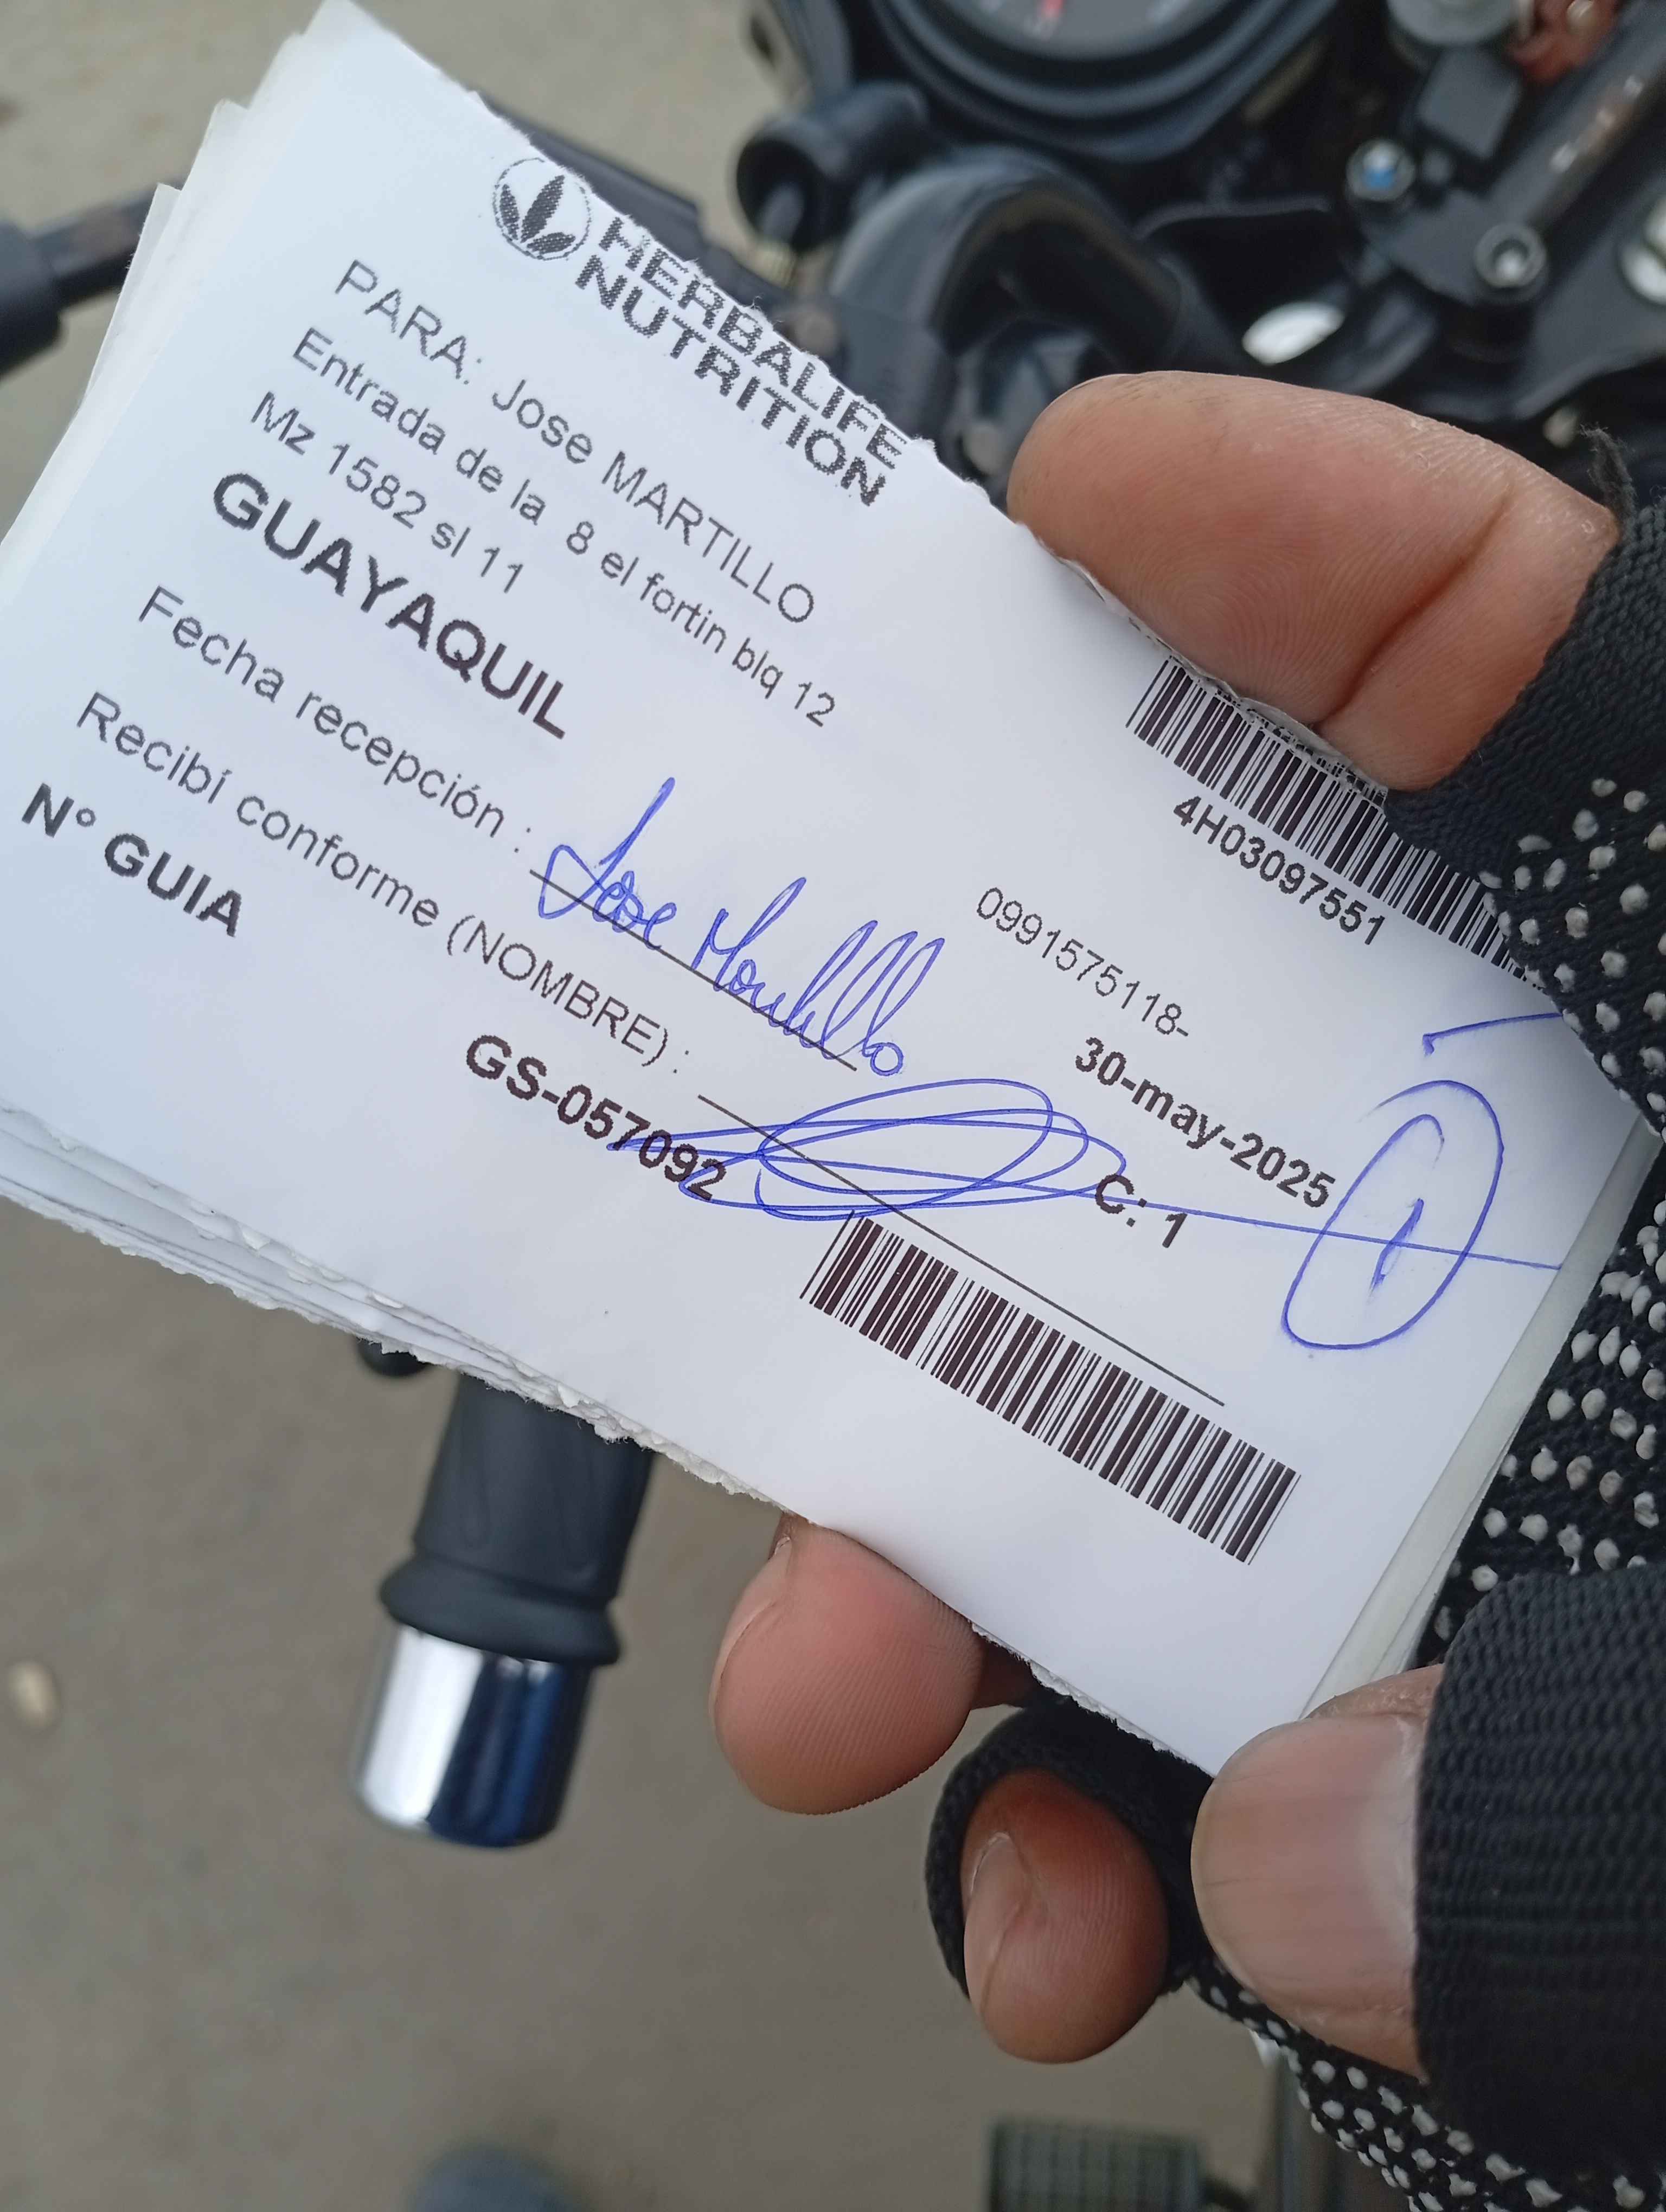 HERBALIFE
NUTRITION
4H03097551
PARA: Jose MARTILLO
Entrada de la 8 el fortin blq 12
Mz 1582 sl 11
0991575118-
GUAYAQUIL
30-may-2025
Fecha recepción :
Jose Martillo
Recibí conforme (NOMBRE) :
C: 1
1
N° GUIA
GS-057092